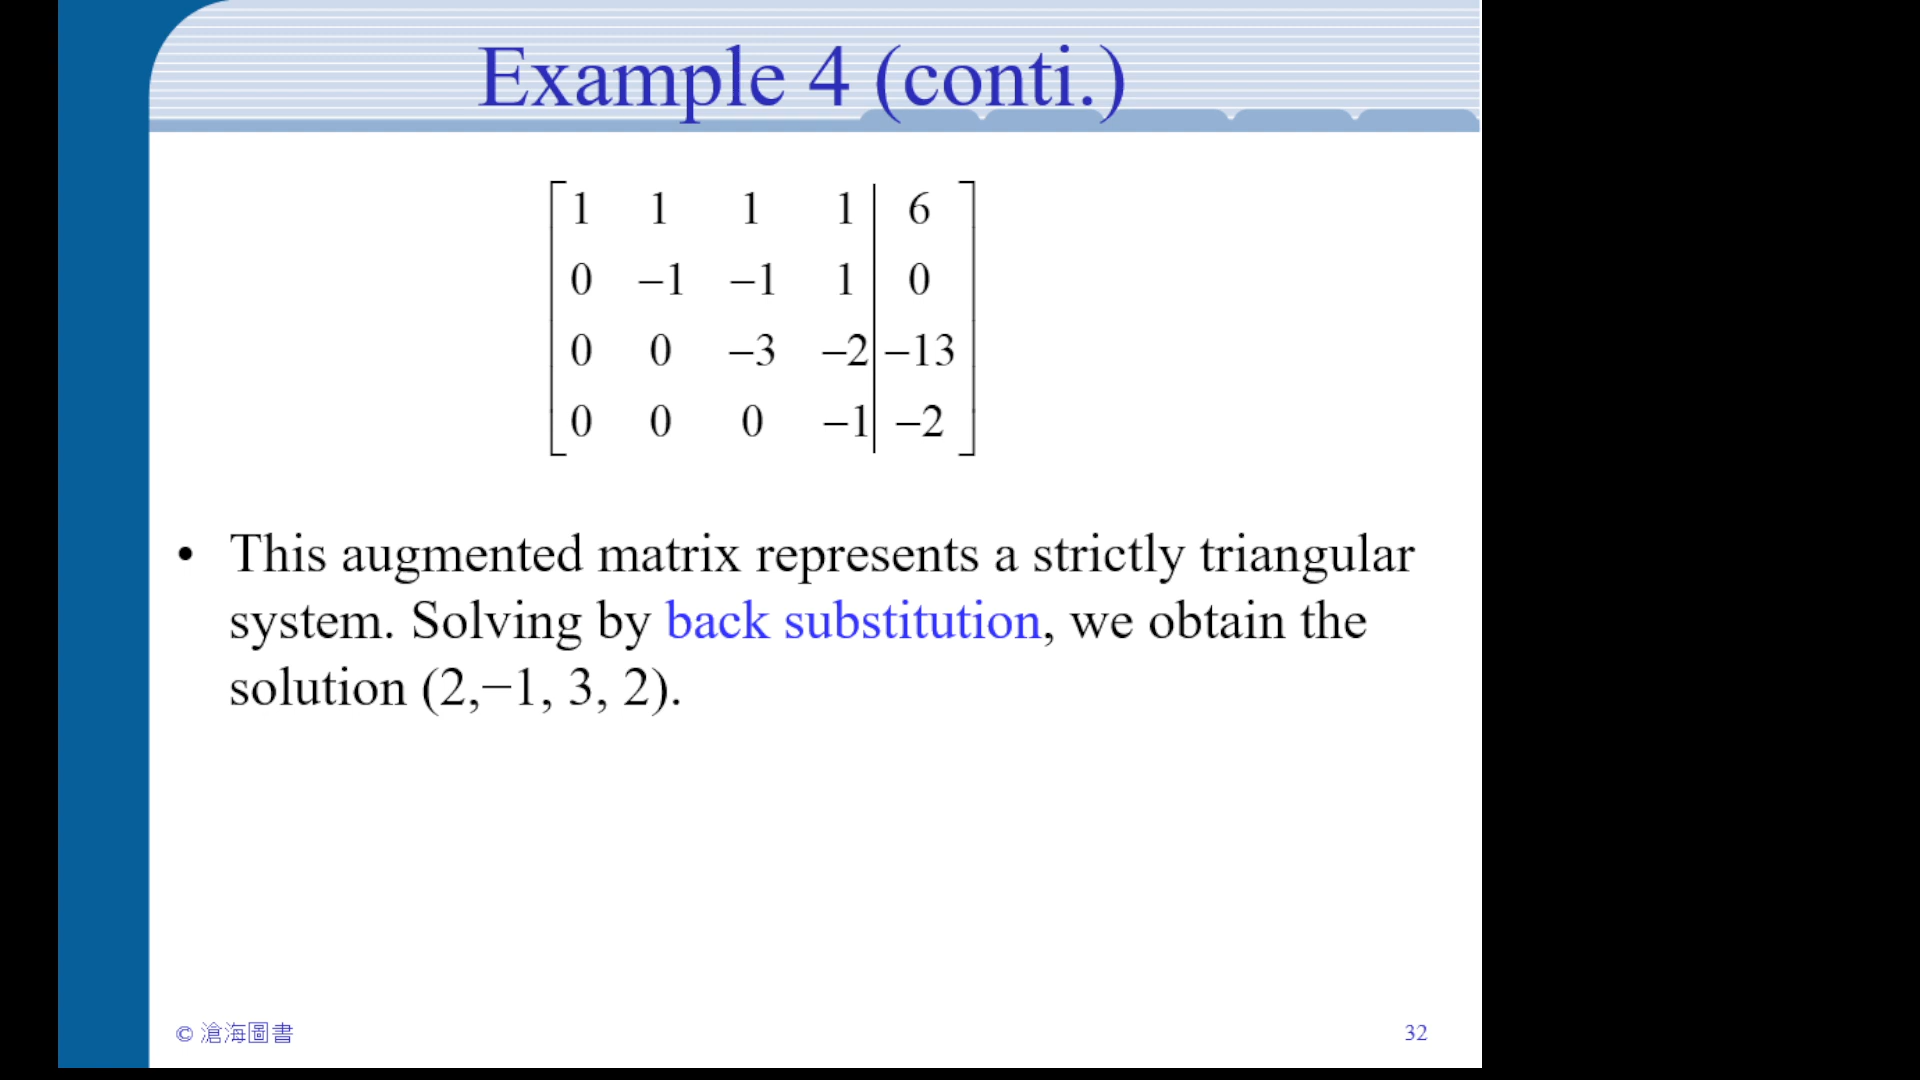 Example 4 (conti.)
1 1 1 1 6
0 −1 −1 1 0
0 0 −3 −2 −13
0 0 0 −1 −2
• This augmented matrix represents a strictly triangular
system. Solving by back substitution, we obtain the
solution (2,−1, 3, 2).
© 滄海圖書
32